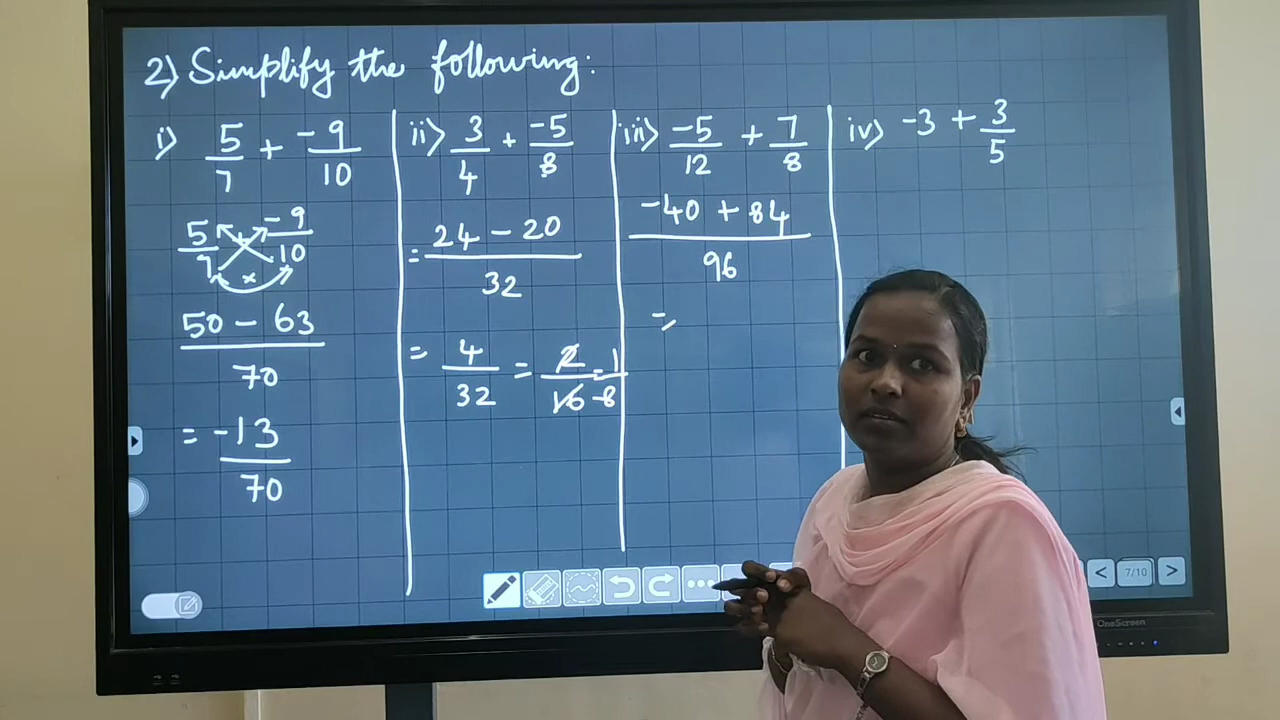 2) Simplify the following:
i) 5/7 + -9/10
5/7 × -9/10
50 - 63
70
= -13
70
ii) 3/4 + -5/8
= 24 - 20
32
= 4/32 = 2/16 = 1/8
iii) -5/12 + 7/8
-40 + 84
96
=
iv) -3 + 3/5
7/10
OneScreen